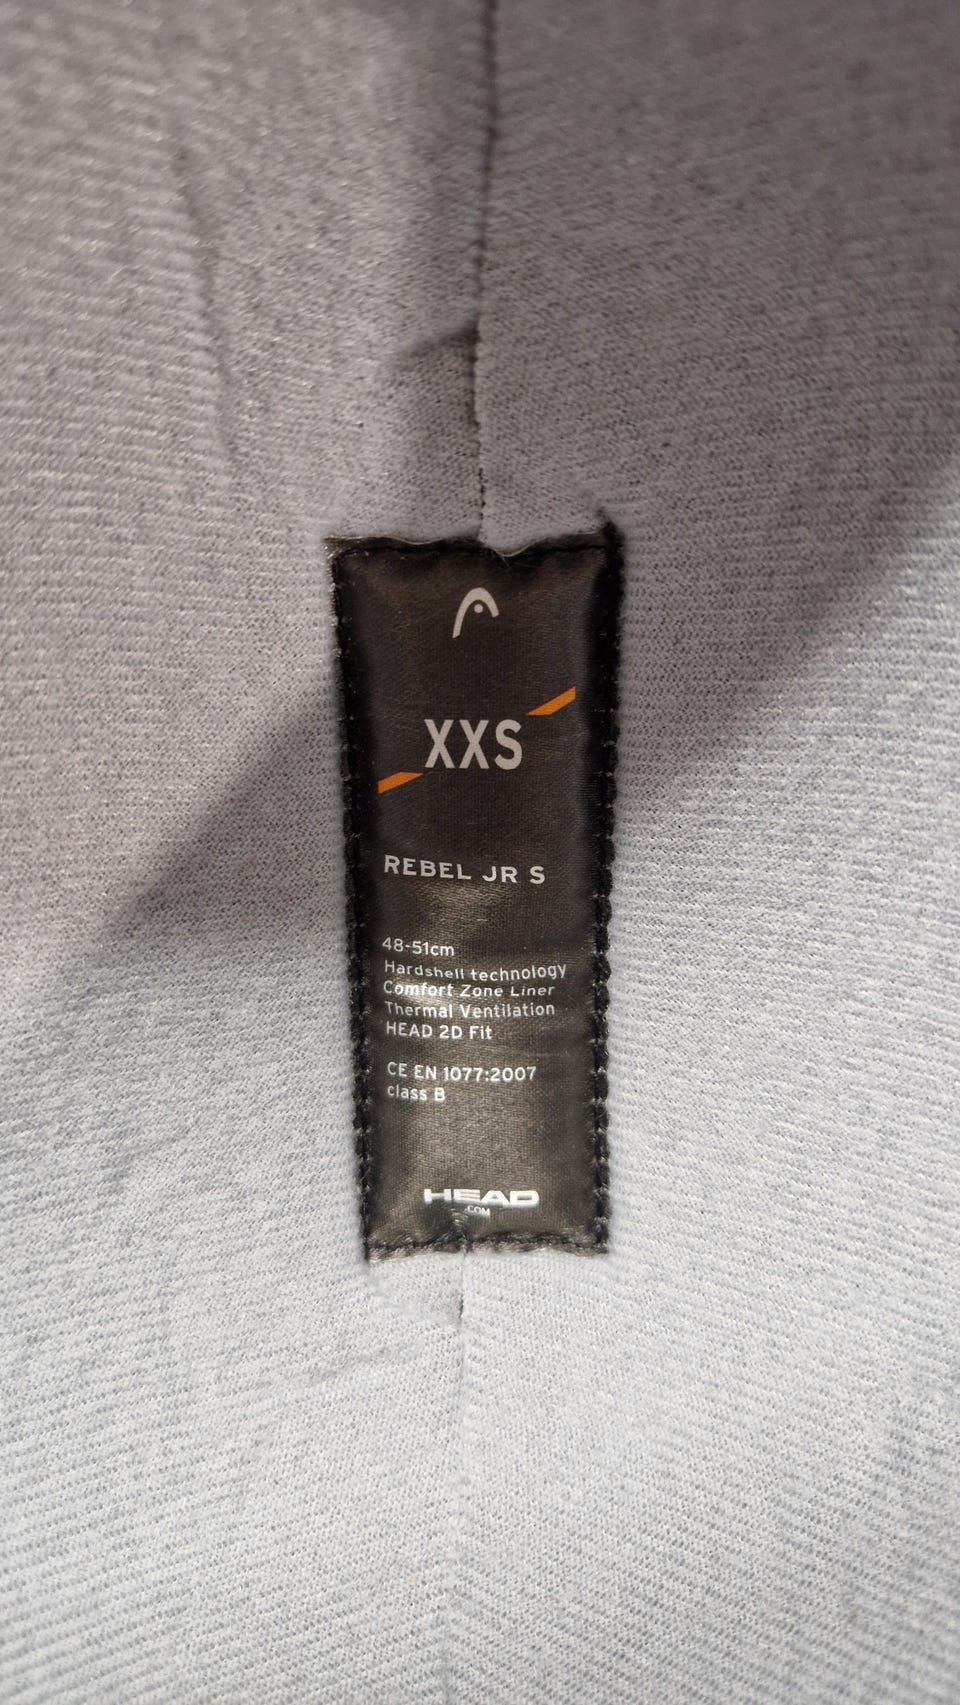 XXS
REBEL JR S
48-51cm
Hardshell technology
Comfort Zone Liner
Thermal Ventilation
HEAD 2D Fit
CE EN 1077:2007
class B
HEAD
.COM